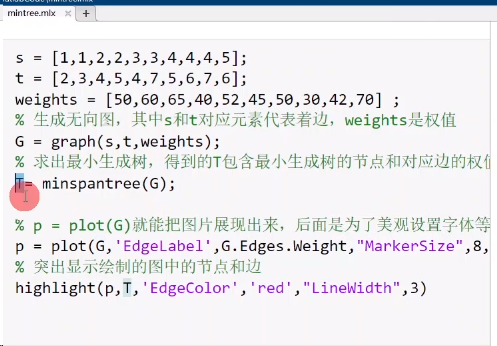 mintree.mlx
s = [1,1,2,2,3,3,4,4,4,5];
t = [2,3,4,5,4,7,5,6,7,6];
weights = [50,60,65,40,52,45,50,30,42,70] ;
% 生成无向图，其中s和t对应元素代表着边，weights是权值
G = graph(s,t,weights);
% 求出最小生成树，得到的T包含最小生成树的节点和对应边的权值
T= minspantree(G);
% p = plot(G)就能把图片展现出来，后面是为了美观设置字体等
p = plot(G,'EdgeLabel',G.Edges.Weight,"MarkerSize",8,
% 突出显示绘制的图中的节点和边
highlight(p,T,'EdgeColor','red',"LineWidth",3)